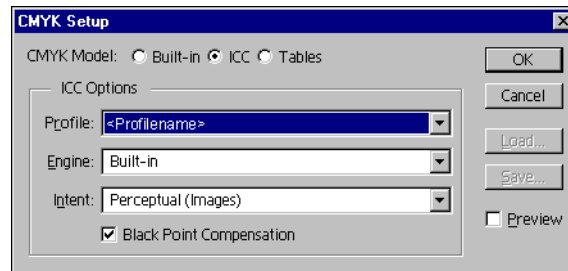 CMYK Setup
CMYK Model: Built-in ICC Tables
OK
ICC Options
Cancel
Profile: <Profilename>
Load...
Engine: Built-in
Save...
Intent: Perceptual (Images)
Preview
Black Point Compensation